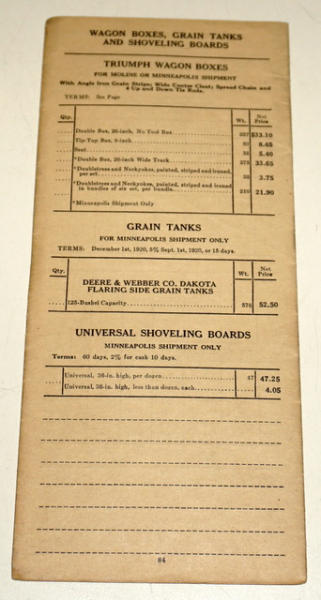 WAGON BOXES, GRAIN TANKS
AND SHOVELING BOARDS
TRIUMPH WAGON BOXES
FOR MOLINE OR MINNEAPOLIS SHIPMENT
With Angle Iron Grain Strips; Wide Center Cleat; Spread Chain and
4 Up and Down Tie Rods.
TERMS: See Page
Qty. Wt. Net Price
Double Box, 26-inch, No Tool Box 337 $33.10
Tip-Top Box, 8-inch 8.65
Seat 5.40
*Double Box, 26-inch Wide Track 375 33.65
*Doubletrees and Neckyokes, painted, striped and ironed,
per set 3.75
*Doubletrees and Neckyokes, painted, striped and ironed
in bundles of six set, per bundle 210 21.90
*Minneapolis Shipment Only
GRAIN TANKS
FOR MINNEAPOLIS SHIPMENT ONLY
TERMS: December 1st, 1920, 5% Sept. 1st, 1920, or 15 days.
Qty. Wt. Net Price
DEERE & WEBBER CO. DAKOTA
FLARING SIDE GRAIN TANKS
125-Bushel Capacity 576 52.50
UNIVERSAL SHOVELING BOARDS
MINNEAPOLIS SHIPMENT ONLY
Terms: 60 days, 2% for cash 10 days.
Universal, 36-in. high, per dozen 47 47.25
Universal, 36-in. high, less than dozen, each 4.05
84